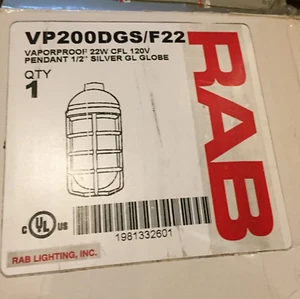 VP200DGS/F22
VAPORPROOF 22W CFL 120V
PENDANT 1/2" SILVER GL GLOBE
QTY
1
RAB
C UL US
1981332601
RAB LIGHTING, INC.